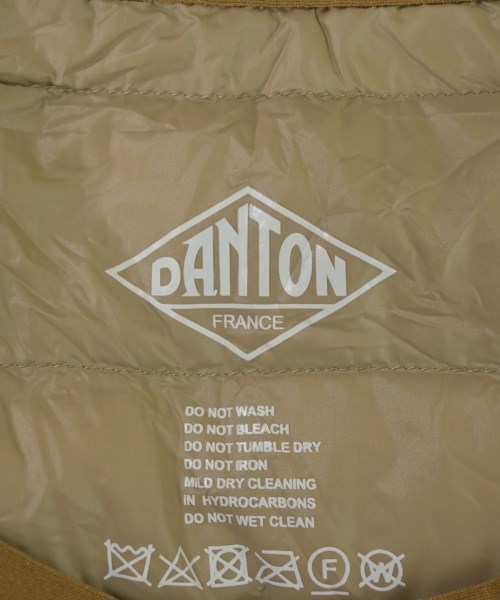 DANTON
FRANCE
DO NOT WASH
DO NOT BLEACH
DO NOT TUMBLE DRY
DO NOT IRON
MILD DRY CLEANING
IN HYDROCARBONS
DO NOT WET CLEAN
F W